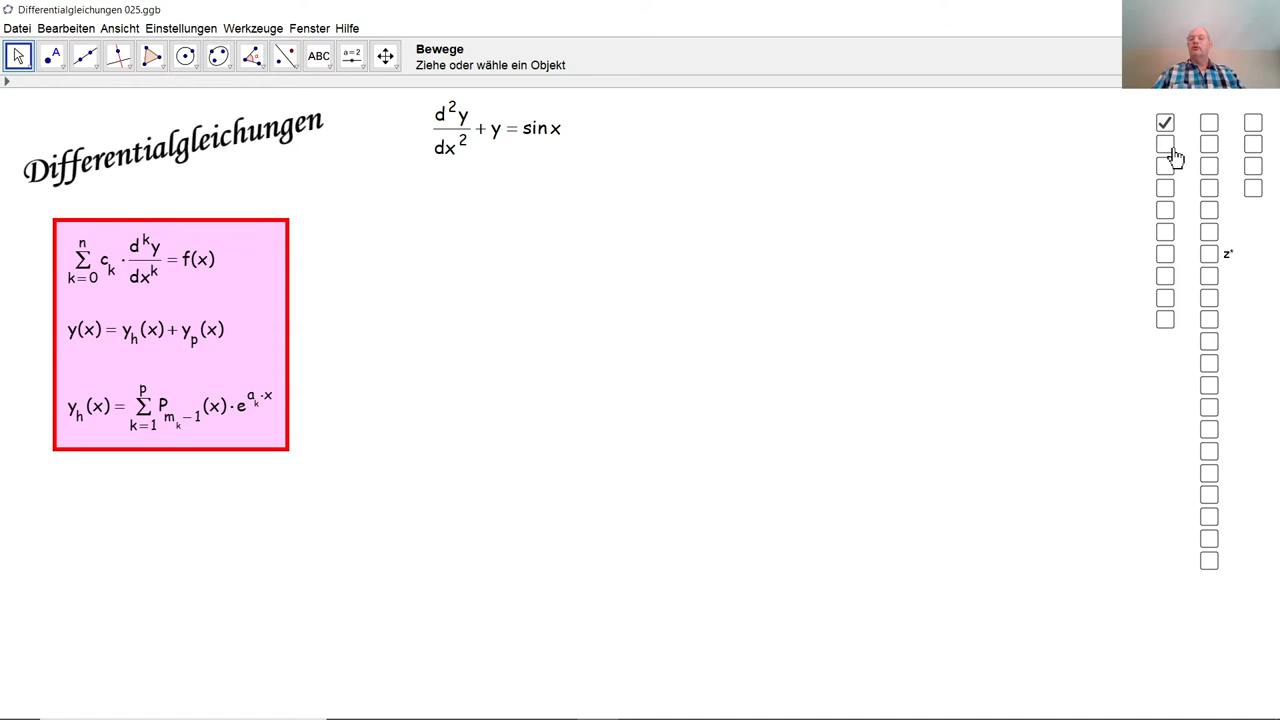 Differentialgleichungen 025.ggb
Datei Bearbeiten Ansicht Einstellungen Werkzeuge Fenster Hilfe
A ABC a=2 Bewege
Ziehe oder wähle ein Objekt
Differentialgleichungen
d²y/dx² + y = sin x
∑_{k=0}^{n} c_k · d^k y/dx^k = f(x)
y(x) = y_h(x) + y_p(x)
y_h(x) = ∑_{k=1}^{p} P_{m_k−1}(x) · e^{a_k·x}
z*